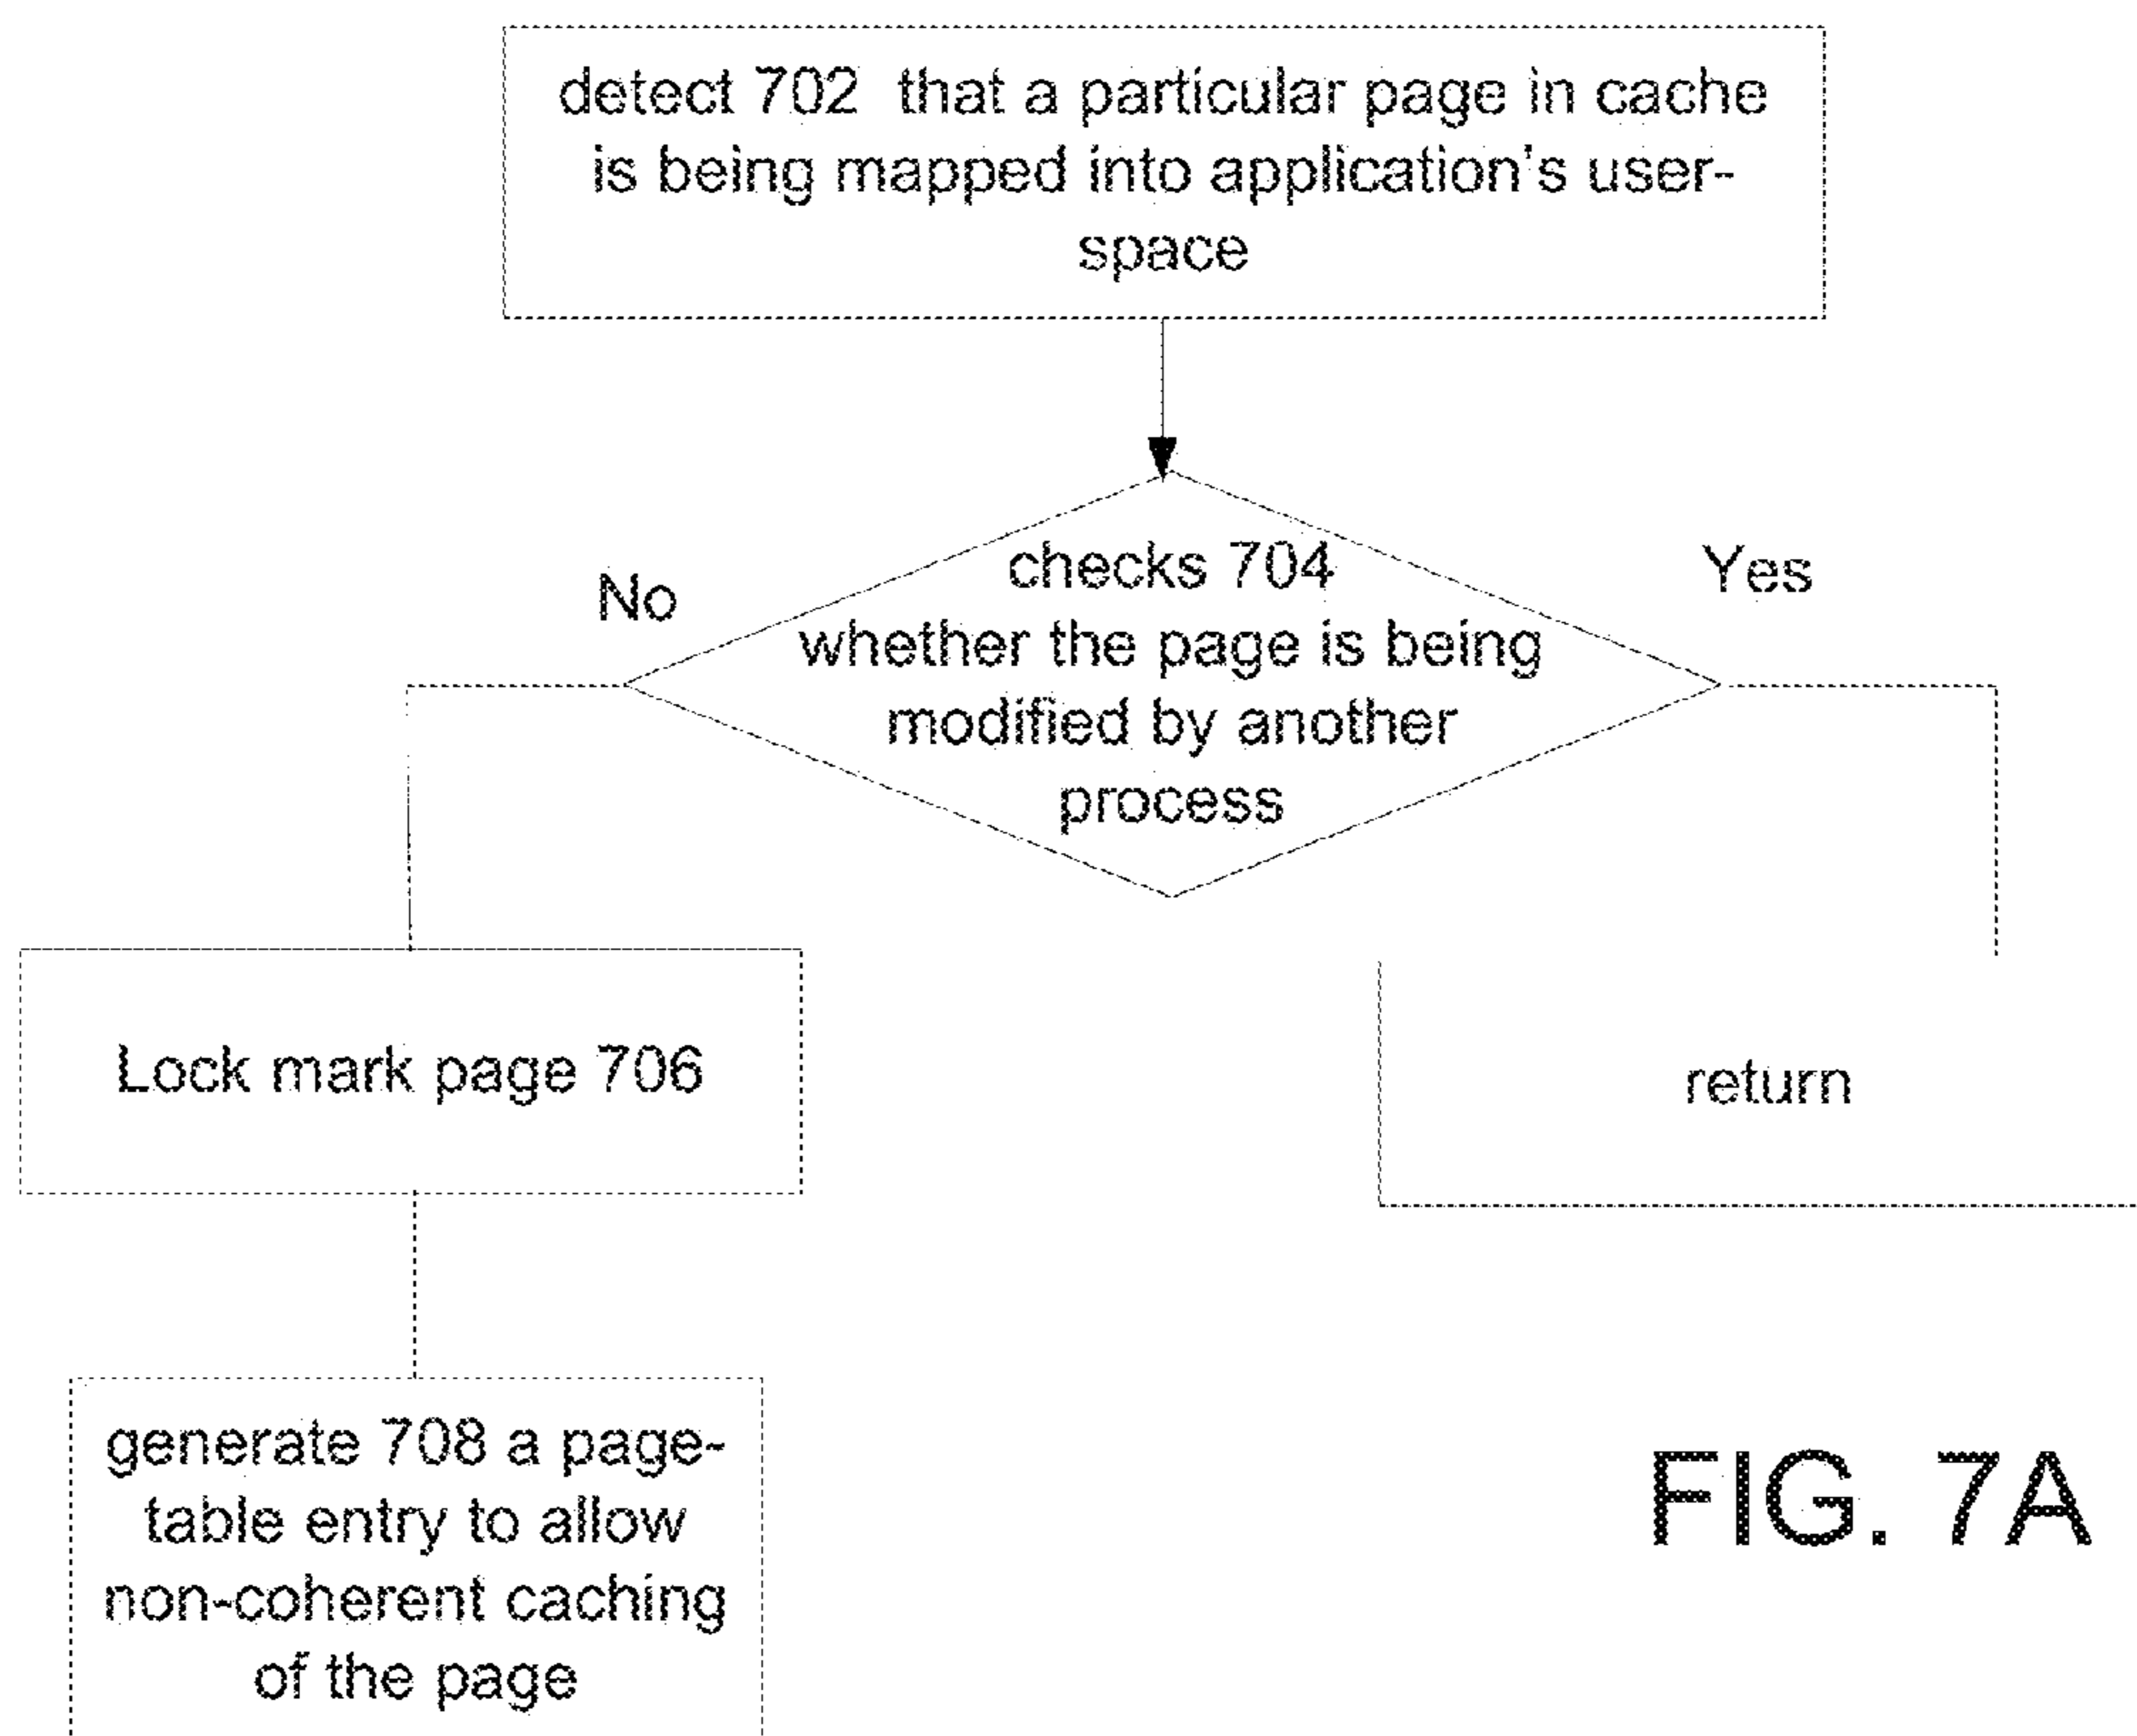 detect 702 that a particular page in cache
is being mapped into application's user-
space
checks 704
whether the page is being
modified by another
process
No
Yes
Lock mark page 706
return
generate 708 a page-
table entry to allow
non-coherent caching
of the page
FIG. 7A